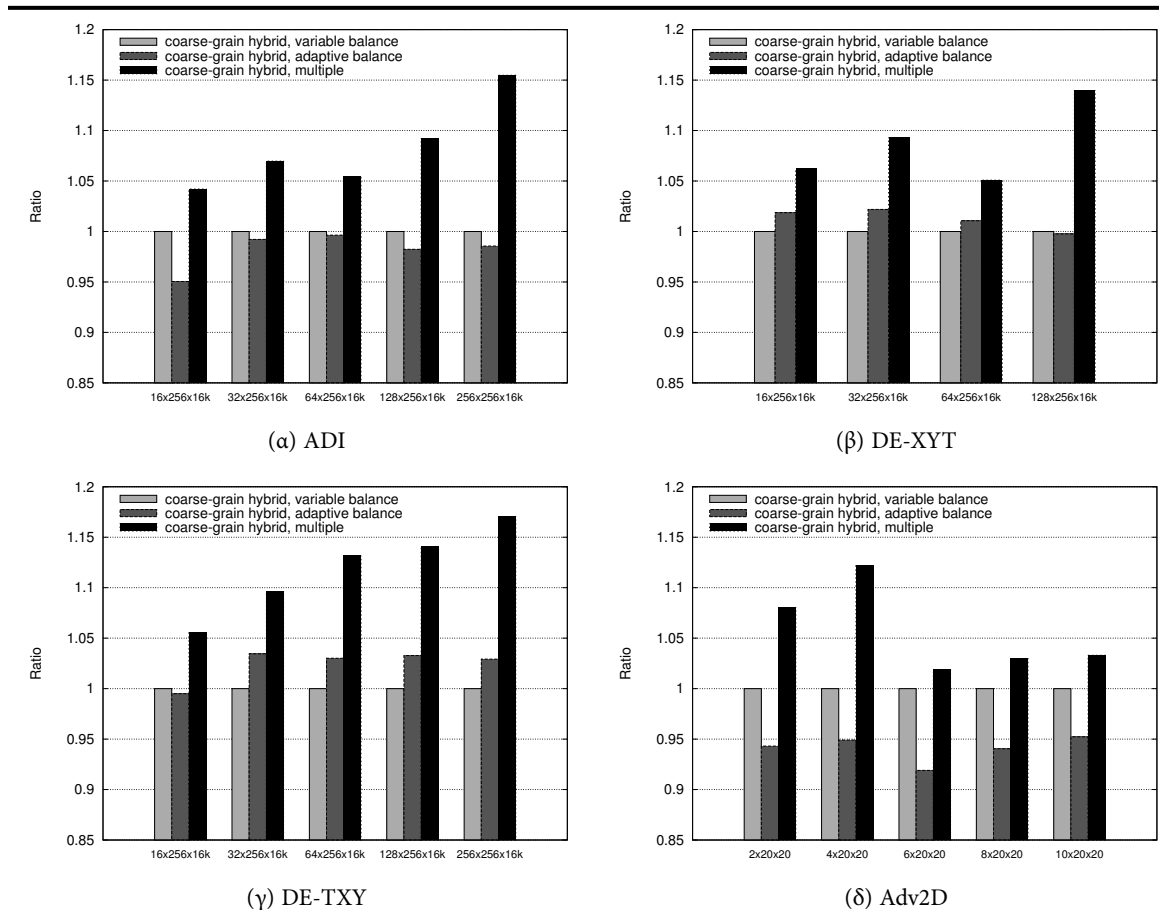 1.2
1.15
1.1
1.05
1
0.95
0.9
0.85
Ratio
coarse-grain hybrid, variable balance
coarse-grain hybrid, adaptive balance
coarse-grain hybrid, multiple
16x256x16k 32x256x16k 64x256x16k 128x256x16k 256x256x16k
(α) ADI
1.2
1.15
1.1
1.05
1
0.95
0.9
0.85
Ratio
coarse-grain hybrid, variable balance
coarse-grain hybrid, adaptive balance
coarse-grain hybrid, multiple
16x256x16k 32x256x16k 64x256x16k 128x256x16k
(β) DE-XYT
1.2
1.15
1.1
1.05
1
0.95
0.9
0.85
Ratio
coarse-grain hybrid, variable balance
coarse-grain hybrid, adaptive balance
coarse-grain hybrid, multiple
16x256x16k 32x256x16k 64x256x16k 128x256x16k 256x256x16k
(γ) DE-TXY
1.2
1.15
1.1
1.05
1
0.95
0.9
0.85
Ratio
coarse-grain hybrid, variable balance
coarse-grain hybrid, adaptive balance
coarse-grain hybrid, multiple
2x20x20 4x20x20 6x20x20 8x20x20 10x20x20
(δ) Adv2D